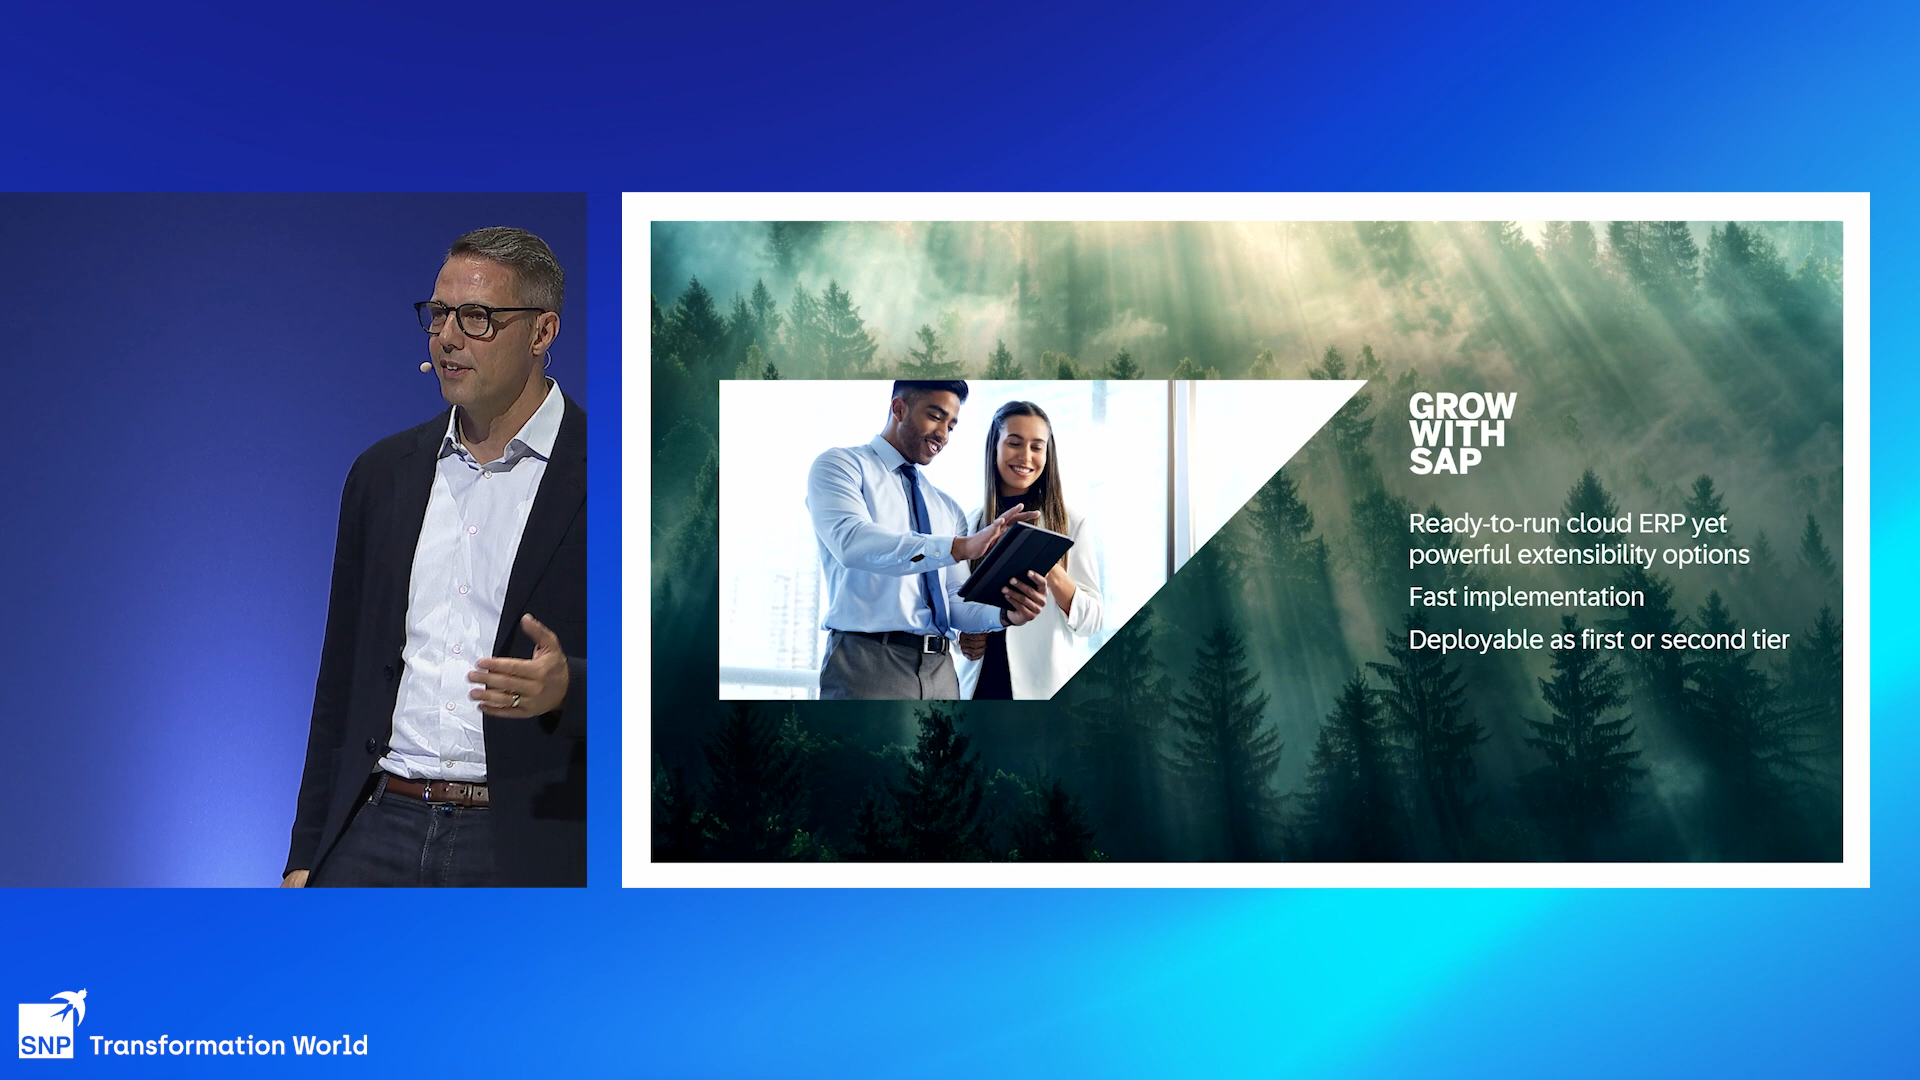 GROW
WITH
SAP
Ready-to-run cloud ERP yet
powerful extensibility options
Fast implementation
Deployable as first or second tier
SNP Transformation World